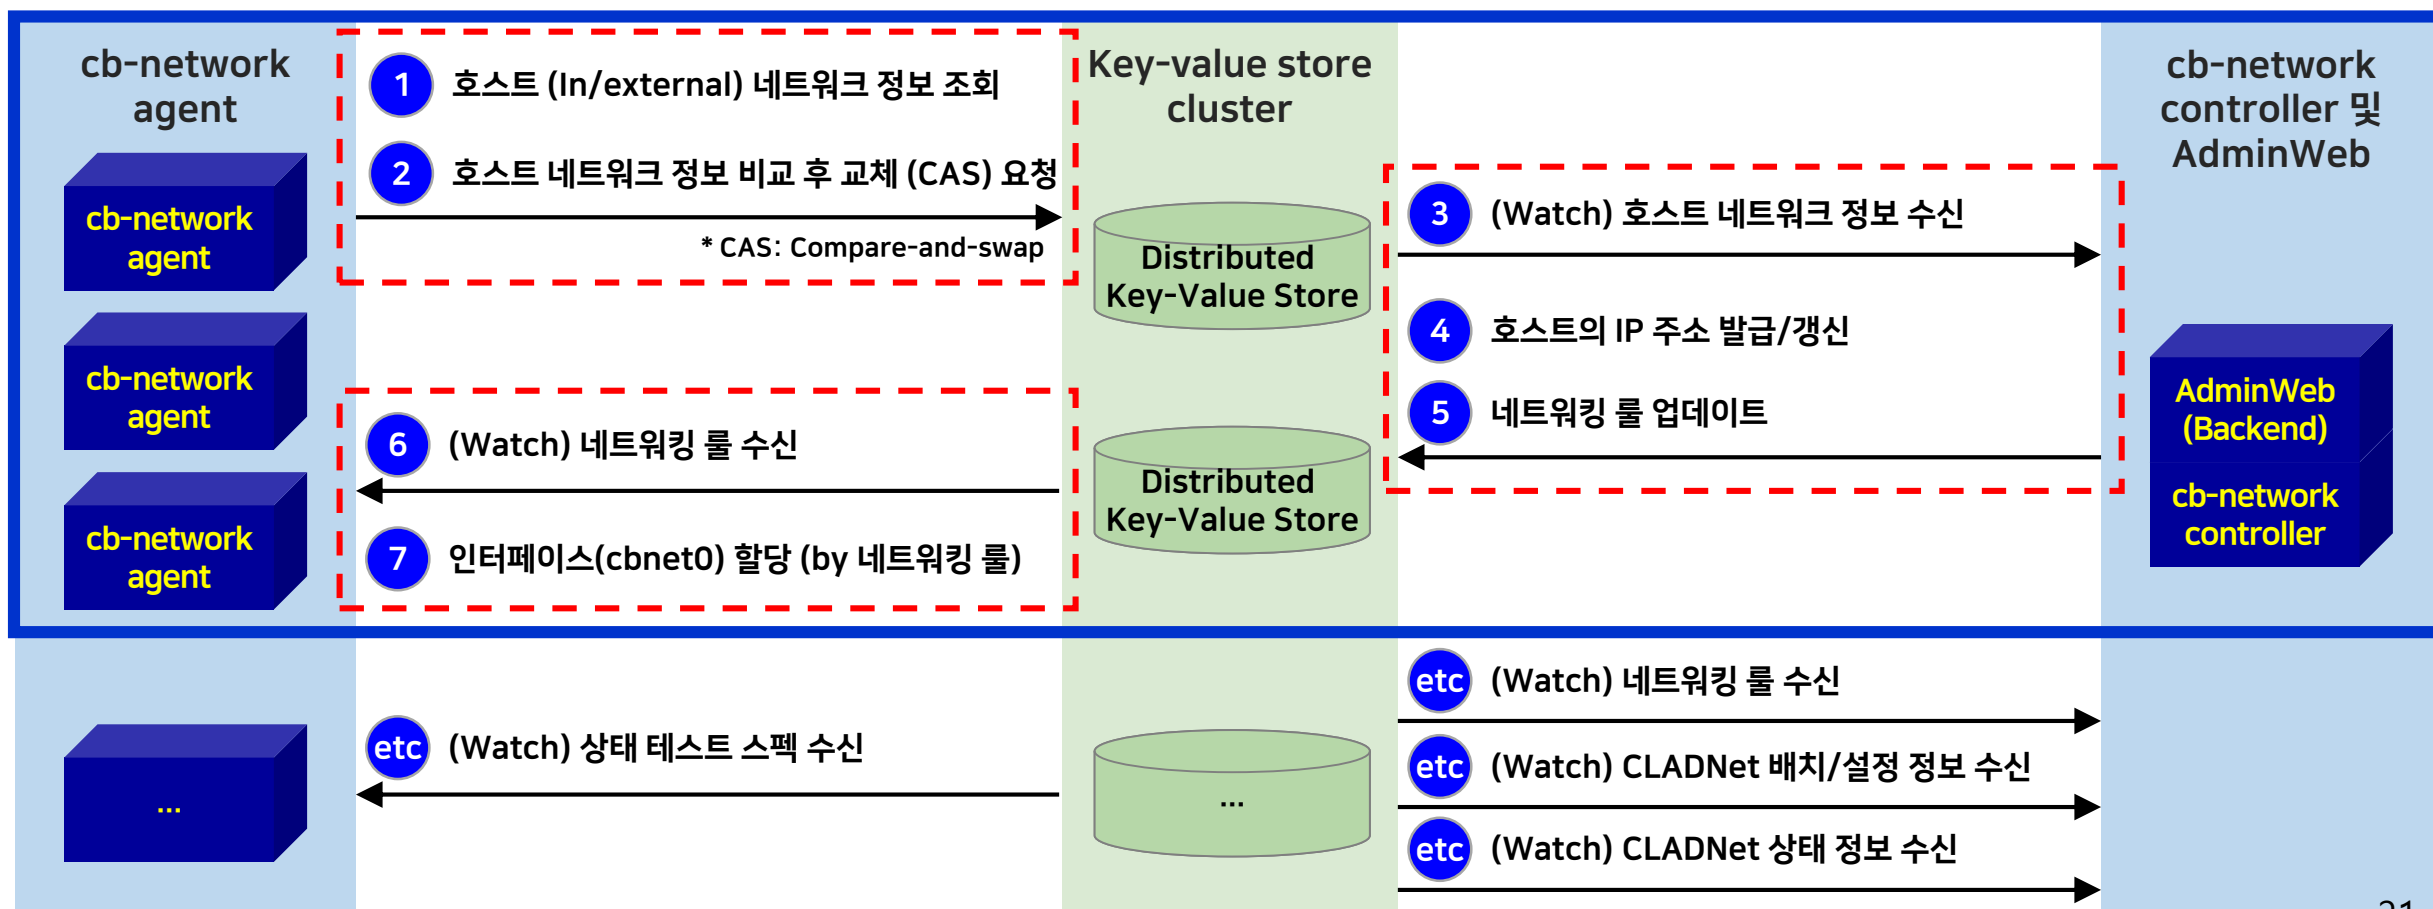 cb-network
agent
1
호스트 (In/external) 네트워크 정보 조회
2
호스트 네트워크 정보 비교 후 교체 (CAS) 요청
* CAS: Compare-and-swap
Key-value store
cluster
cb-network
controller 및
AdminWeb
cb-network
agent
cb-network
agent
cb-network
agent
Distributed
Key-Value Store
Distributed
Key-Value Store
3
(Watch) 호스트 네트워크 정보 수신
4
호스트의 IP 주소 발급/갱신
5
네트워킹 룰 업데이트
6
(Watch) 네트워킹 룰 수신
7
인터페이스(cbnet0) 할당 (by 네트워킹 룰)
AdminWeb
(Backend)
cb-network
controller
...
etc
(Watch) 상태 테스트 스펙 수신
...
etc
(Watch) 네트워킹 룰 수신
etc
(Watch) CLADNet 배치/설정 정보 수신
etc
(Watch) CLADNet 상태 정보 수신